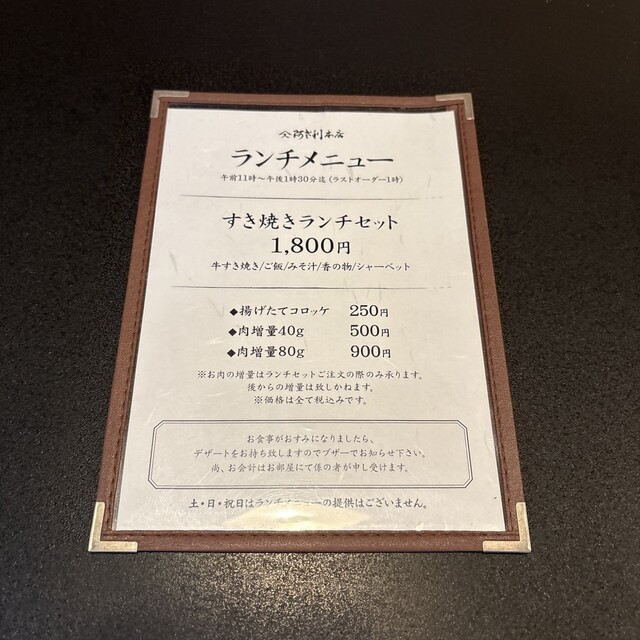 阿き利本店
ランチメニュー
午前11時～午後1時30分迄（ラストオーダー1時）
すき焼きランチセット
1,800円
牛すき焼き/ご飯/みそ汁/香の物/シャーベット
◆揚げたてコロッケ 250円
◆肉増量40g 500円
◆肉増量80g 900円
※お肉の増量はランチセットご注文の際のみ承ります。
後からの増量は致しかねます。
※価格は全て税込みです。
お食事がおすみになりましたら、
デザートをお持ち致しますのでブザーでお知らせ下さい。
尚、お会計はお部屋にて係の者が申し受けます。
土・日・祝日はランチメニューの提供はございません。